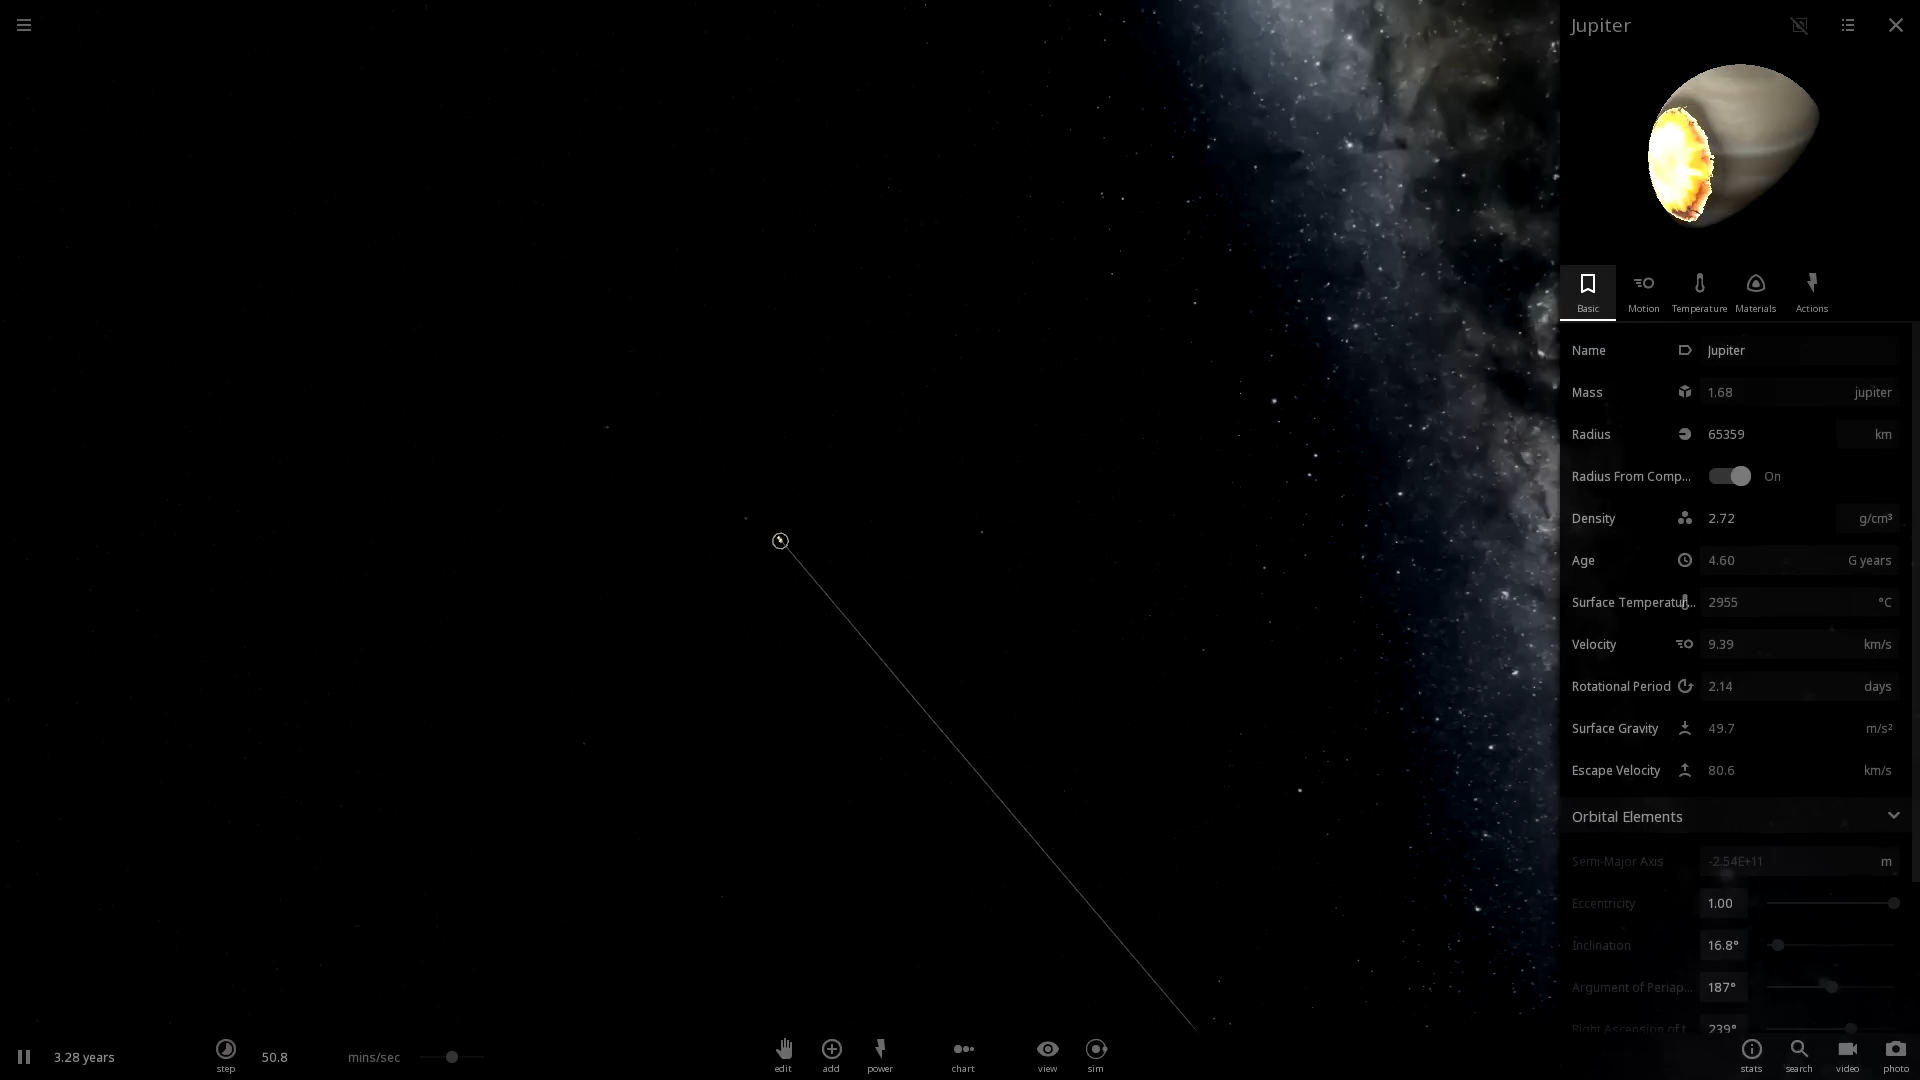 Jupiter
Basic
Motion
Temperature
Materials
Actions
Name Jupiter
Mass 1.68 jupiter
Radius 65359 km
Radius From Comp... On
Density 2.72 g/cm³
Age 4.60 G years
Surface Temperatur... 2955 °C
Velocity 9.39 km/s
Rotational Period 2.14 days
Surface Gravity 49.7 m/s²
Escape Velocity 80.6 km/s
Orbital Elements
Semi-Major Axis -2.54E+11 m
Eccentricity 1.00
Inclination 16.8°
Argument of Periap... 187°
Right Ascension of t... 239°
3.28 years
step
50.8 mins/sec
edit
add
power
chart
view
sim
stats
search
video
photo